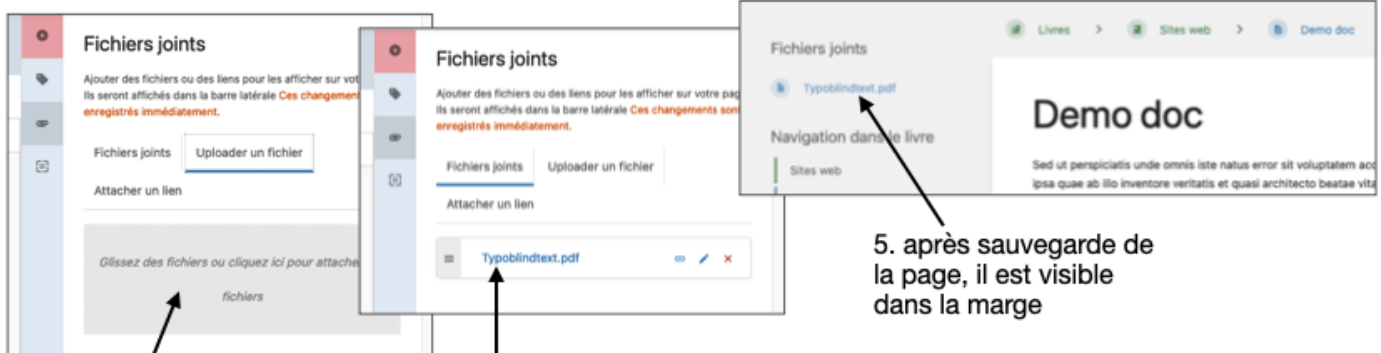 Fichiers joints
Ajouter des fichiers ou des liens pour les afficher sur vot
Ils seront affichés dans la barre latérale Ces changement
enregistrés immédiatement.
Fichiers joints Uploader un fichier
Attacher un lien
Glissez des fichiers ou cliquez ici pour attache
fichiers
Fichiers joints
Ajouter des fichiers ou des liens pour les afficher sur votre pag
Ils seront affichés dans la barre latérale Ces changements sont
enregistrés immédiatement.
Fichiers joints Uploader un fichier
Attacher un lien
Typoblindtext.pdf
Fichiers joints
Typoblindtext.pdf
Navigation dans le livre
Sites web
Livres > Sites web > Demo doc
Demo doc
Sed ut perspiciatis unde omnis iste natus error sit voluptatem acc
ipsa quae ab illo inventore veritatis et quasi architecto beatae vita
5. après sauvegarde de
la page, il est visible
dans la marge